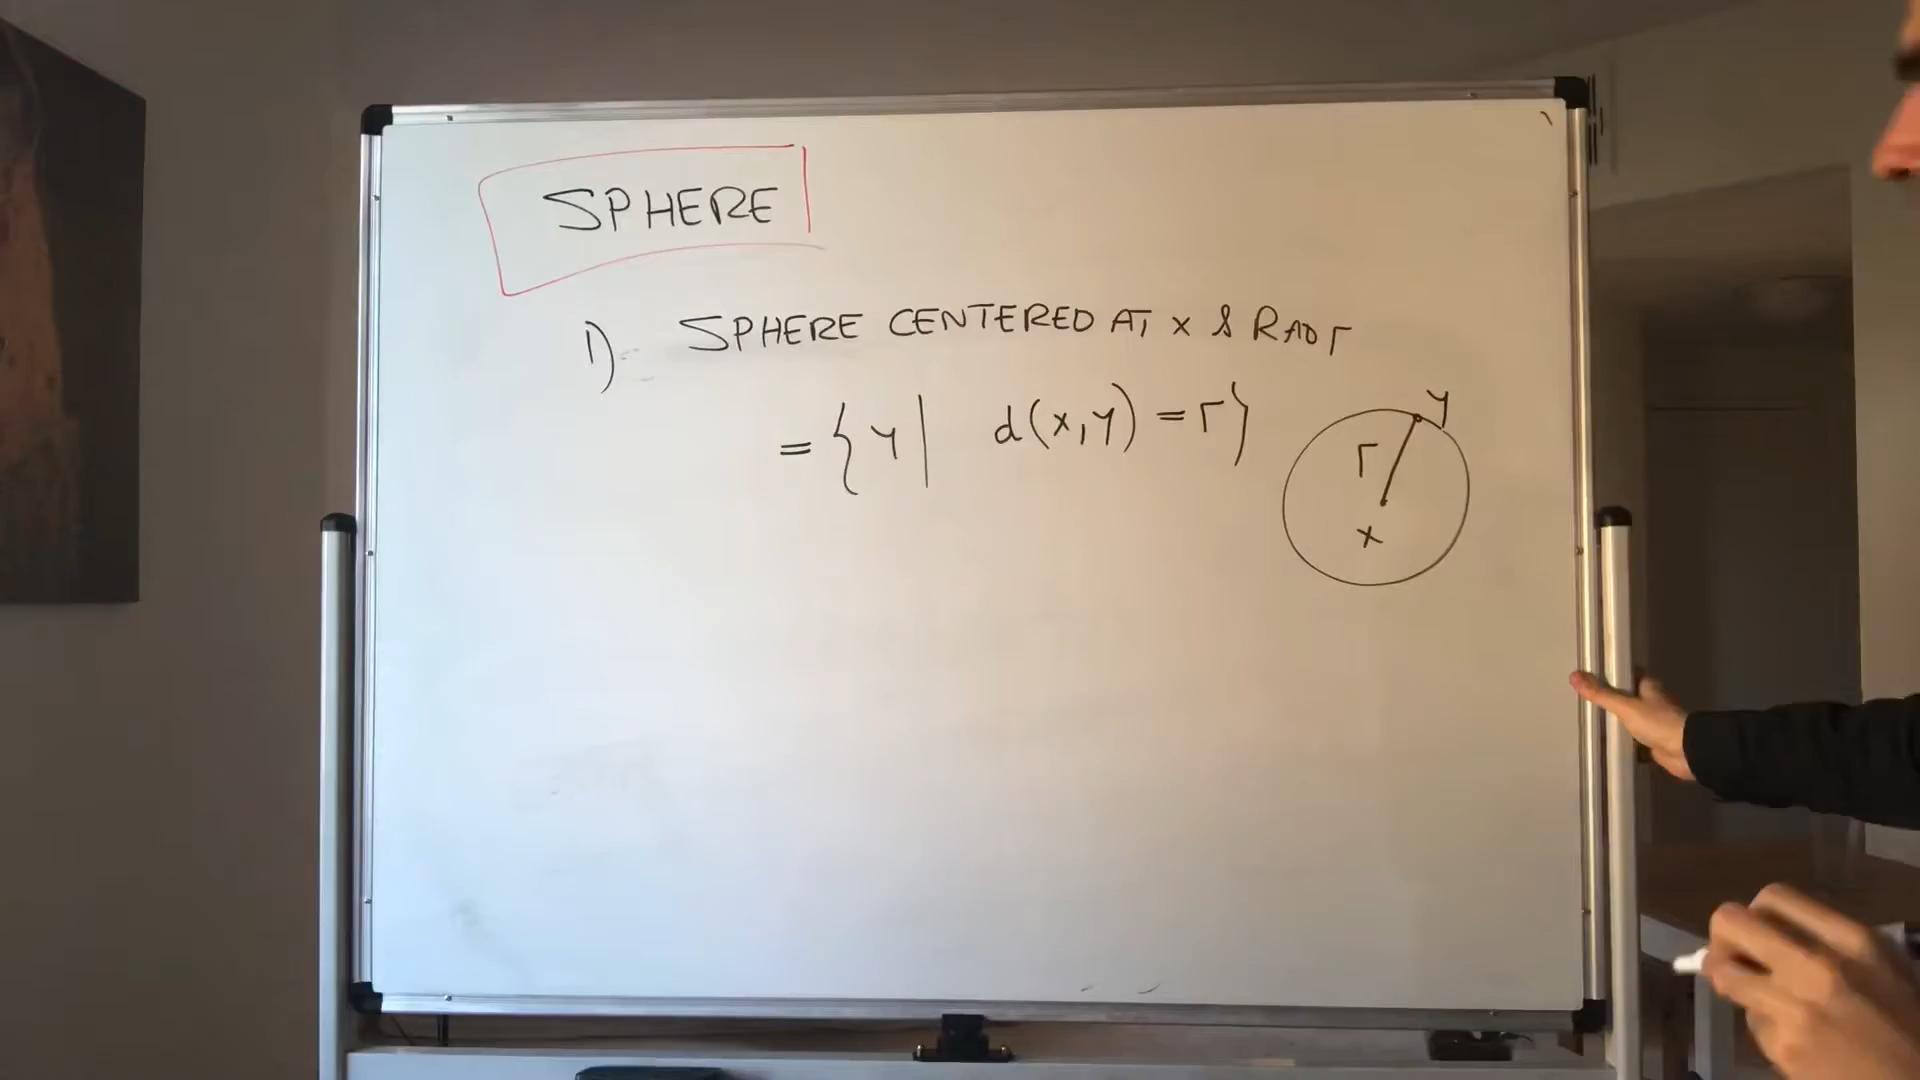 SPHERE
1) SPHERE CENTERED AT x & RAD r
= {y | d(x,y) = r}
y
r
x